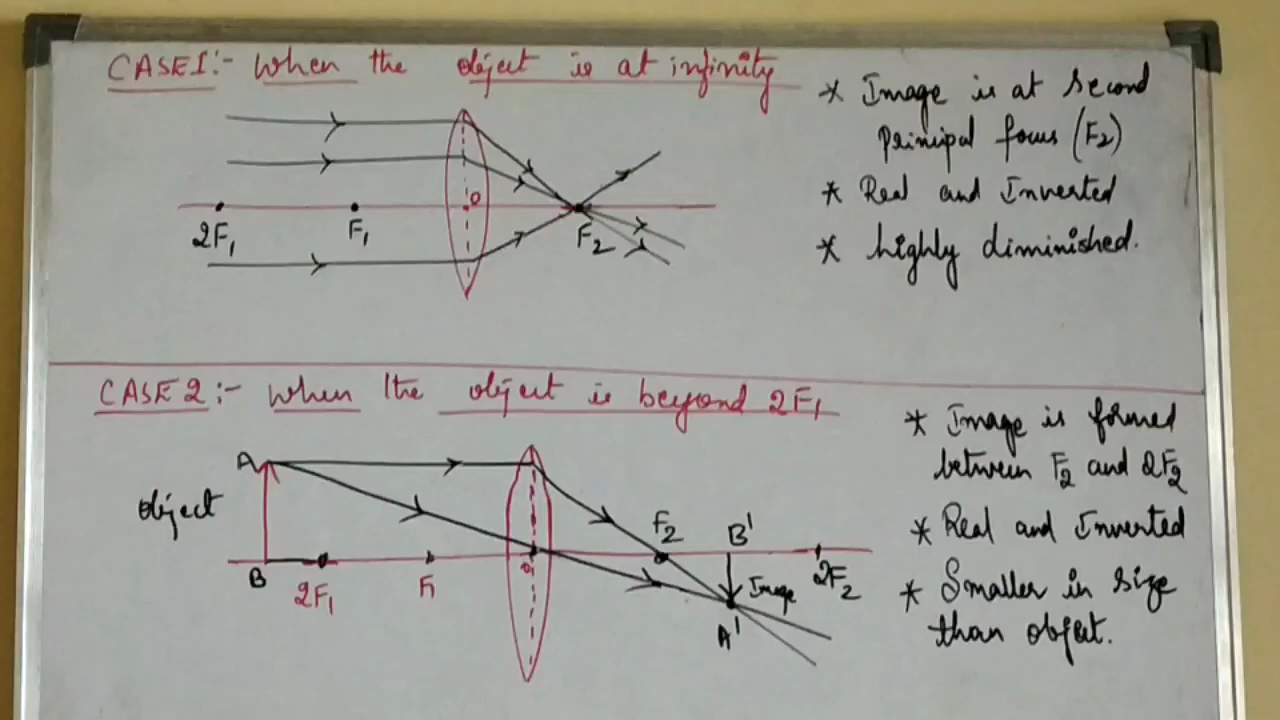 CASE 1:- When the object is at infinity
* Image is at second
principal focus (F₂)
* Real and Inverted
* highly diminished.
O
2F₁ F₁ F₂
CASE 2:- When the object is beyond 2F₁
* Image is formed
between F₂ and 2F₂
* Real and Inverted
* Smaller in size
than object.
A
Object
F₂ B'
B 2F₁ F₁ O Image 2F₂
A'